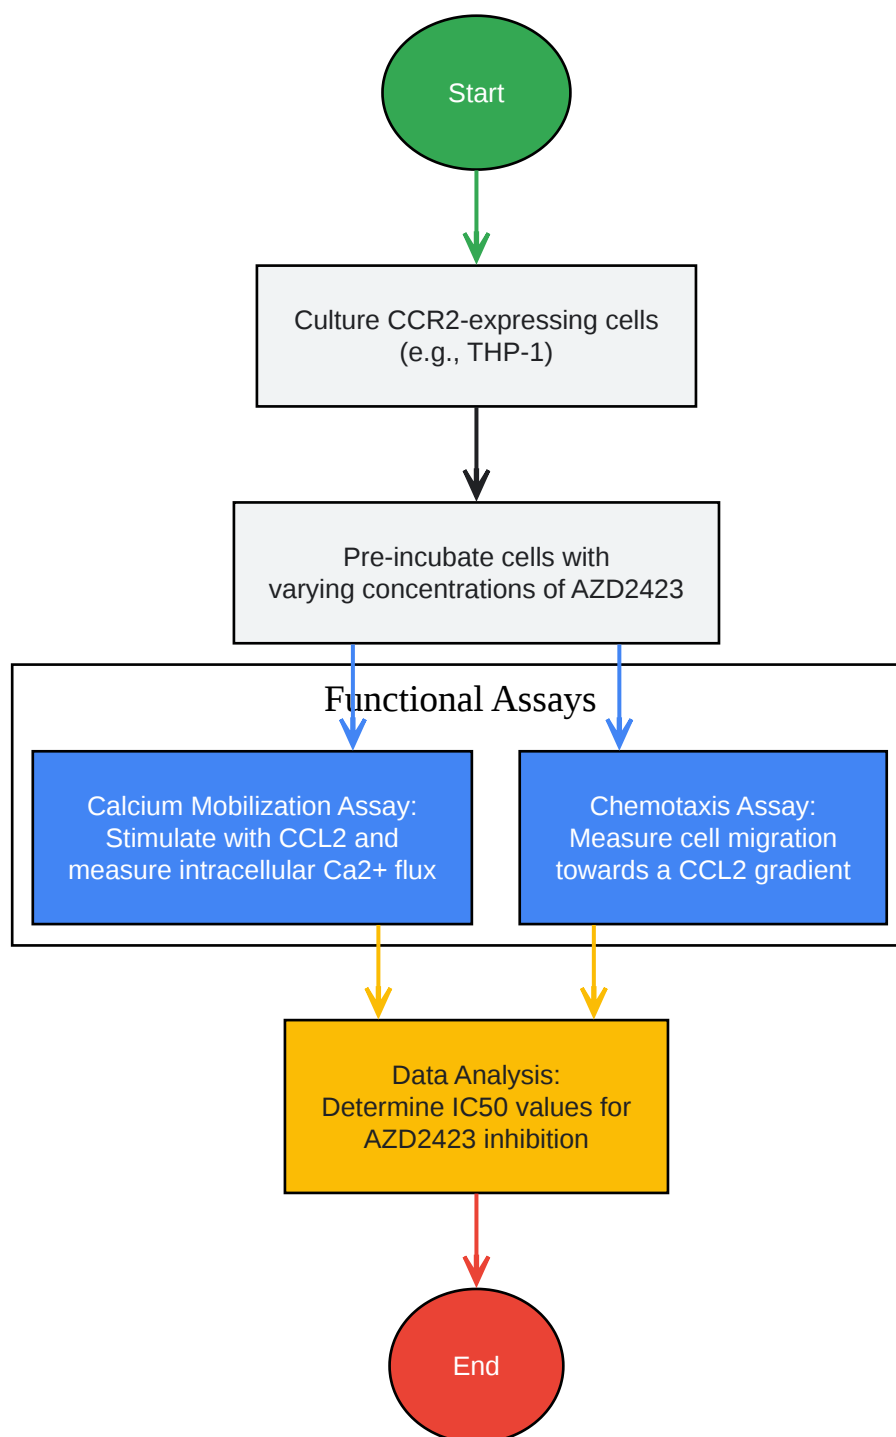 Start
Culture CCR2-expressing cells
(e.g., THP-1)
Pre-incubate cells with
varying concentrations of AZD2423
Functional Assays
Calcium Mobilization Assay:
Stimulate with CCL2 and
measure intracellular Ca2+ flux
Chemotaxis Assay:
Measure cell migration
towards a CCL2 gradient
Data Analysis:
Determine IC50 values for
AZD2423 inhibition
End